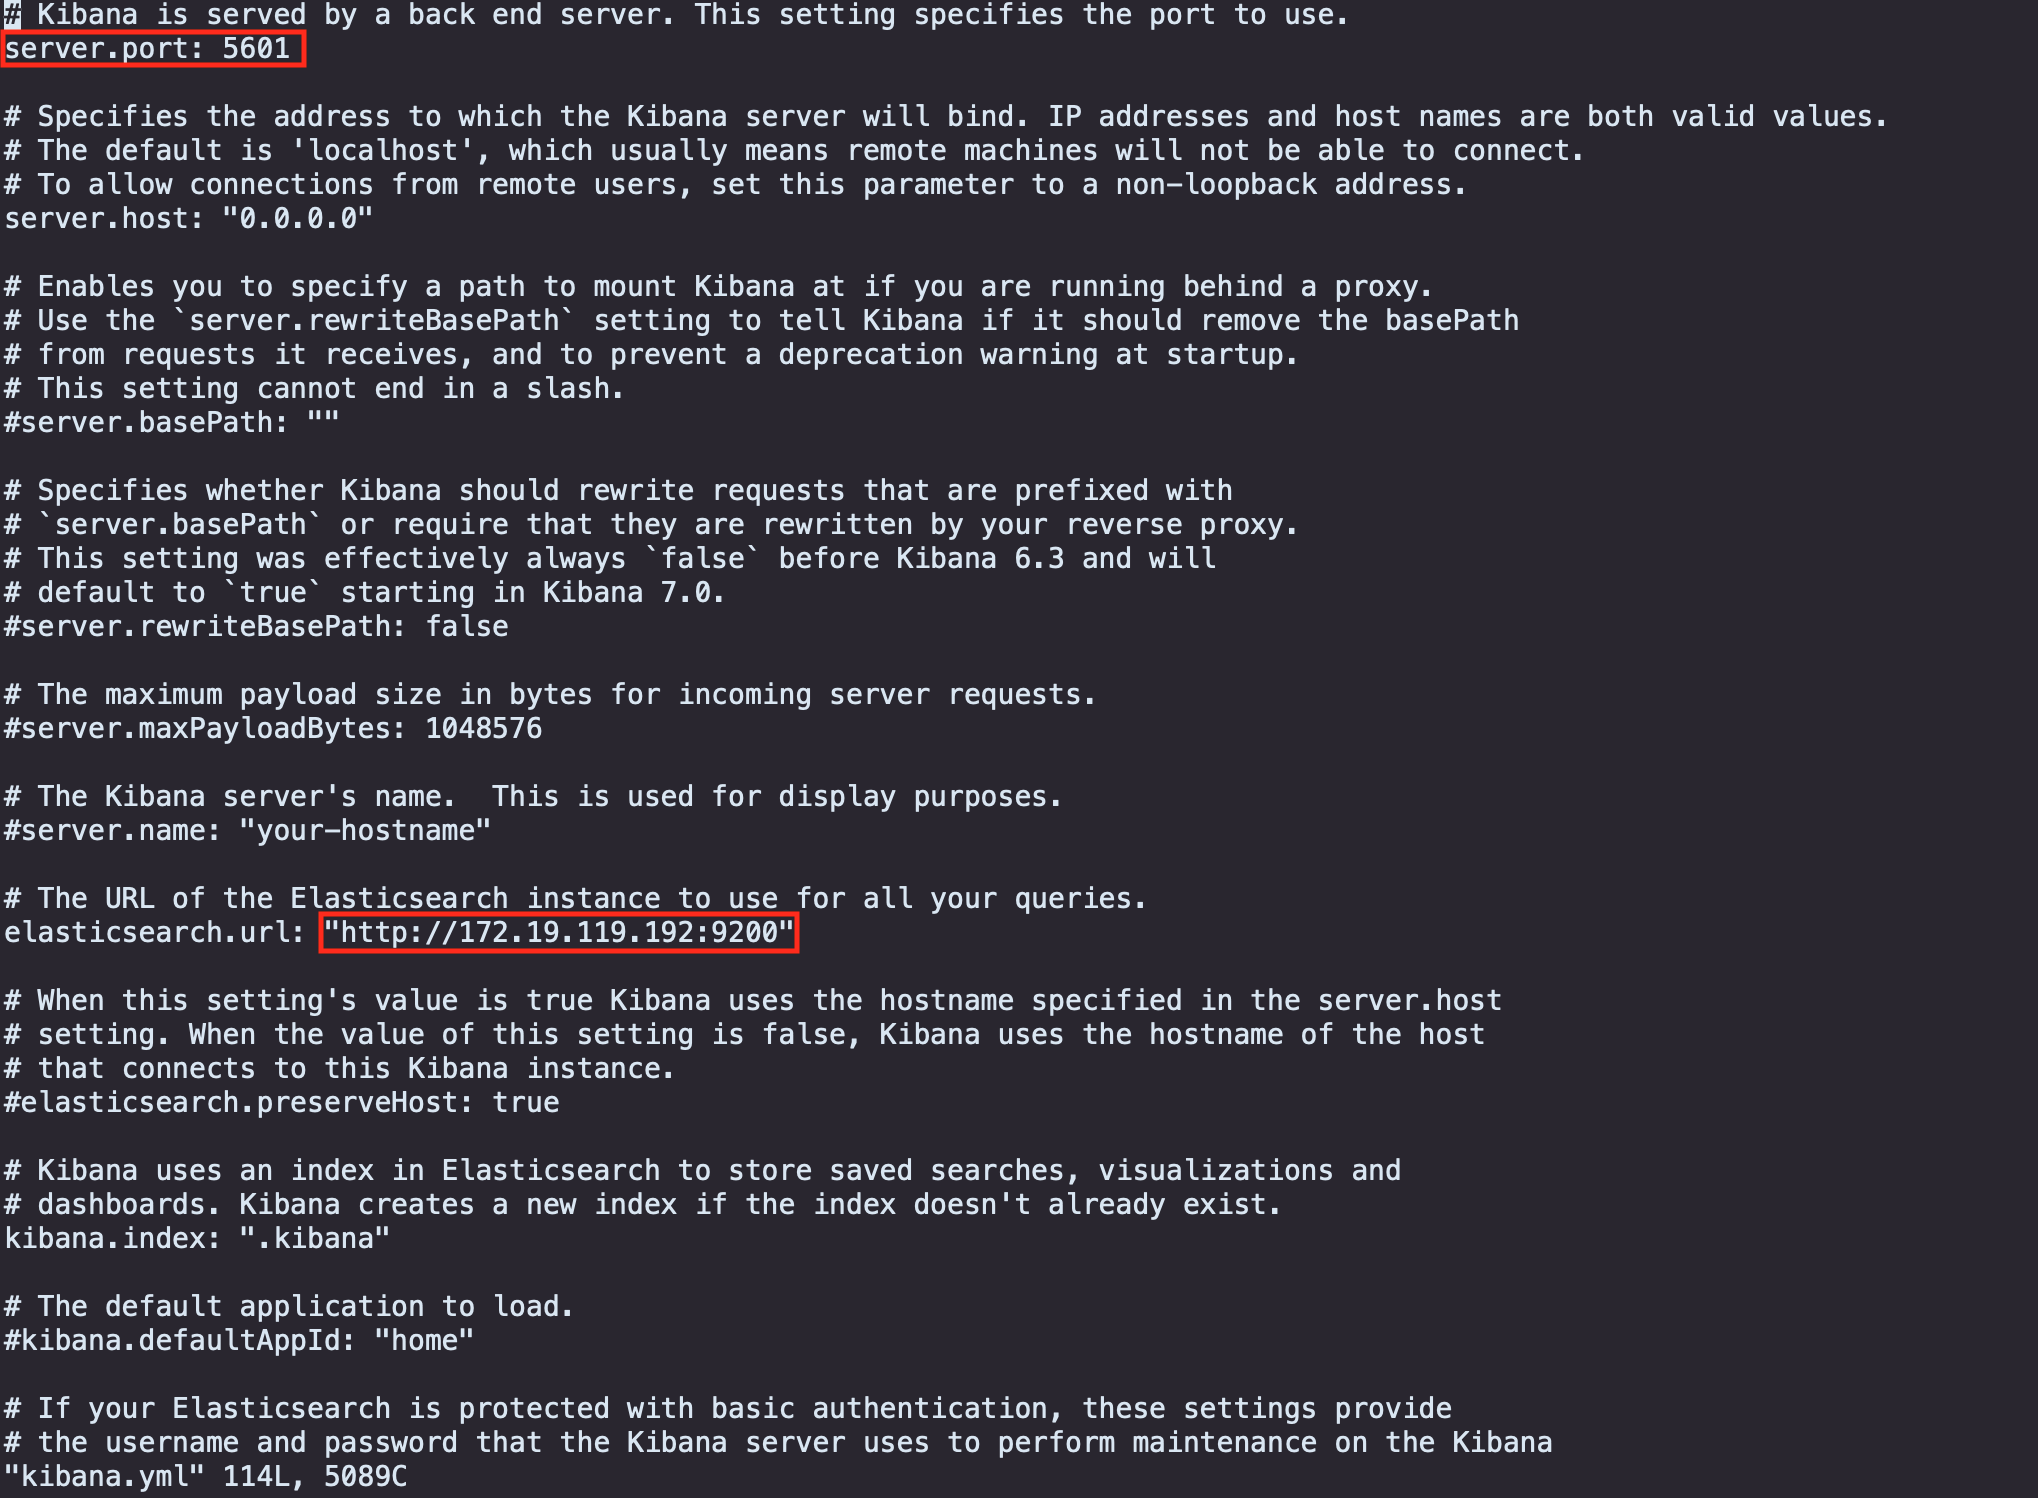 # Kibana is served by a back end server. This setting specifies the port to use.
server.port: 5601
# Specifies the address to which the Kibana server will bind. IP addresses and host names are both valid values.
# The default is 'localhost', which usually means remote machines will not be able to connect.
# To allow connections from remote users, set this parameter to a non-loopback address.
server.host: "0.0.0.0"
# Enables you to specify a path to mount Kibana at if you are running behind a proxy.
# Use the `server.rewriteBasePath` setting to tell Kibana if it should remove the basePath
# from requests it receives, and to prevent a deprecation warning at startup.
# This setting cannot end in a slash.
#server.basePath: ""
# Specifies whether Kibana should rewrite requests that are prefixed with
# `server.basePath` or require that they are rewritten by your reverse proxy.
# This setting was effectively always `false` before Kibana 6.3 and will
# default to `true` starting in Kibana 7.0.
#server.rewriteBasePath: false
# The maximum payload size in bytes for incoming server requests.
#server.maxPayloadBytes: 1048576
# The Kibana server's name.  This is used for display purposes.
#server.name: "your-hostname"
# The URL of the Elasticsearch instance to use for all your queries.
elasticsearch.url: "http://172.19.119.192:9200"
# When this setting's value is true Kibana uses the hostname specified in the server.host
# setting. When the value of this setting is false, Kibana uses the hostname of the host
# that connects to this Kibana instance.
#elasticsearch.preserveHost: true
# Kibana uses an index in Elasticsearch to store saved searches, visualizations and
# dashboards. Kibana creates a new index if the index doesn't already exist.
kibana.index: ".kibana"
# The default application to load.
#kibana.defaultAppId: "home"
# If your Elasticsearch is protected with basic authentication, these settings provide
# the username and password that the Kibana server uses to perform maintenance on the Kibana
"kibana.yml" 114L, 5089C